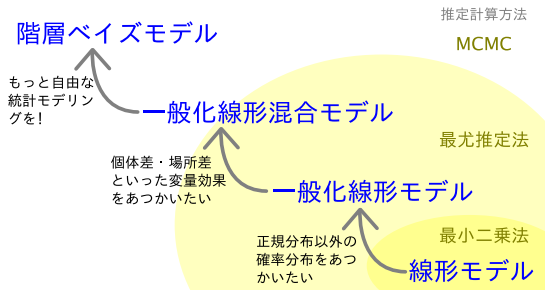 推定計算方法
階層ベイズモデル
MCMC
もっと自由な
統計モデリン
グを!
一般化線形混合モデル
最尤推定法
個体差・場所差
といった変量効果
をあつかいたい
一般化線形モデル
正規分布以外の
確率分布をあつ
かいたい
最小二乗法
線形モデル